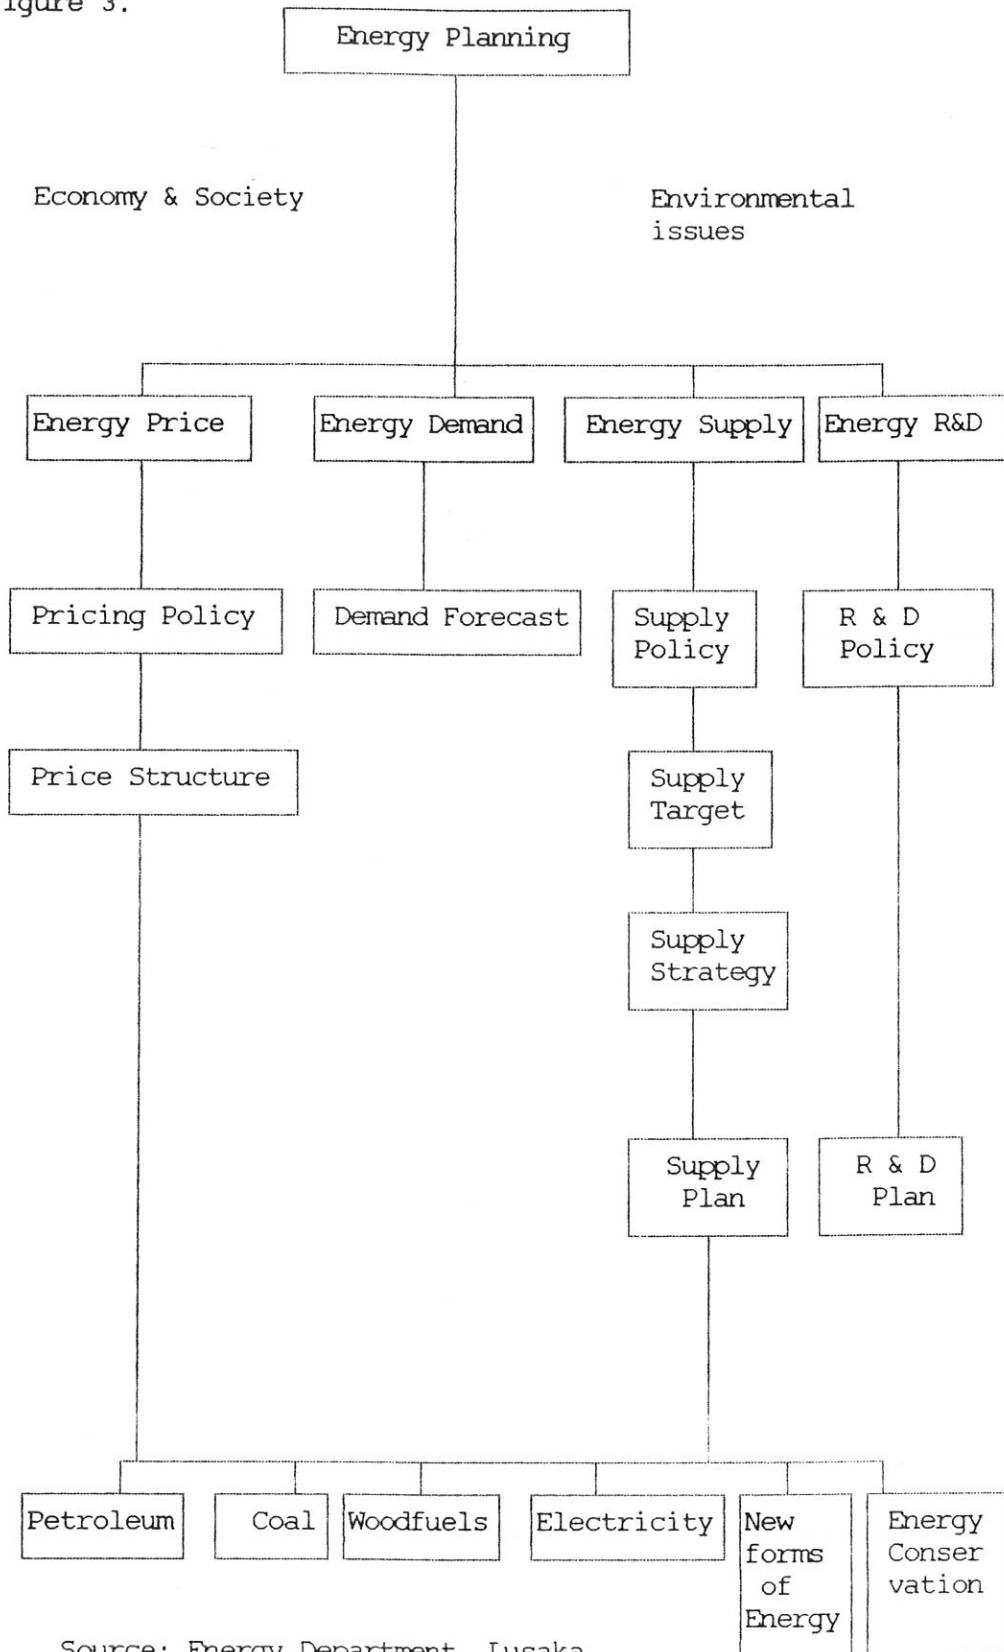 igure 3.
Energy Planning
Economy & Society
Environmental
issues
Energy Price
Energy Demand
Energy Supply
Energy R&D
Pricing Policy
Demand Forecast
Supply
Policy
R & D
Policy
Price Structure
Supply
Target
Supply
Strategy
Supply
Plan
R & D
Plan
Petroleum
Coal
Woodfuels
Electricity
New
forms
of
Energy
Energy
Conser
vation
Source: Energy Department, Lusaka